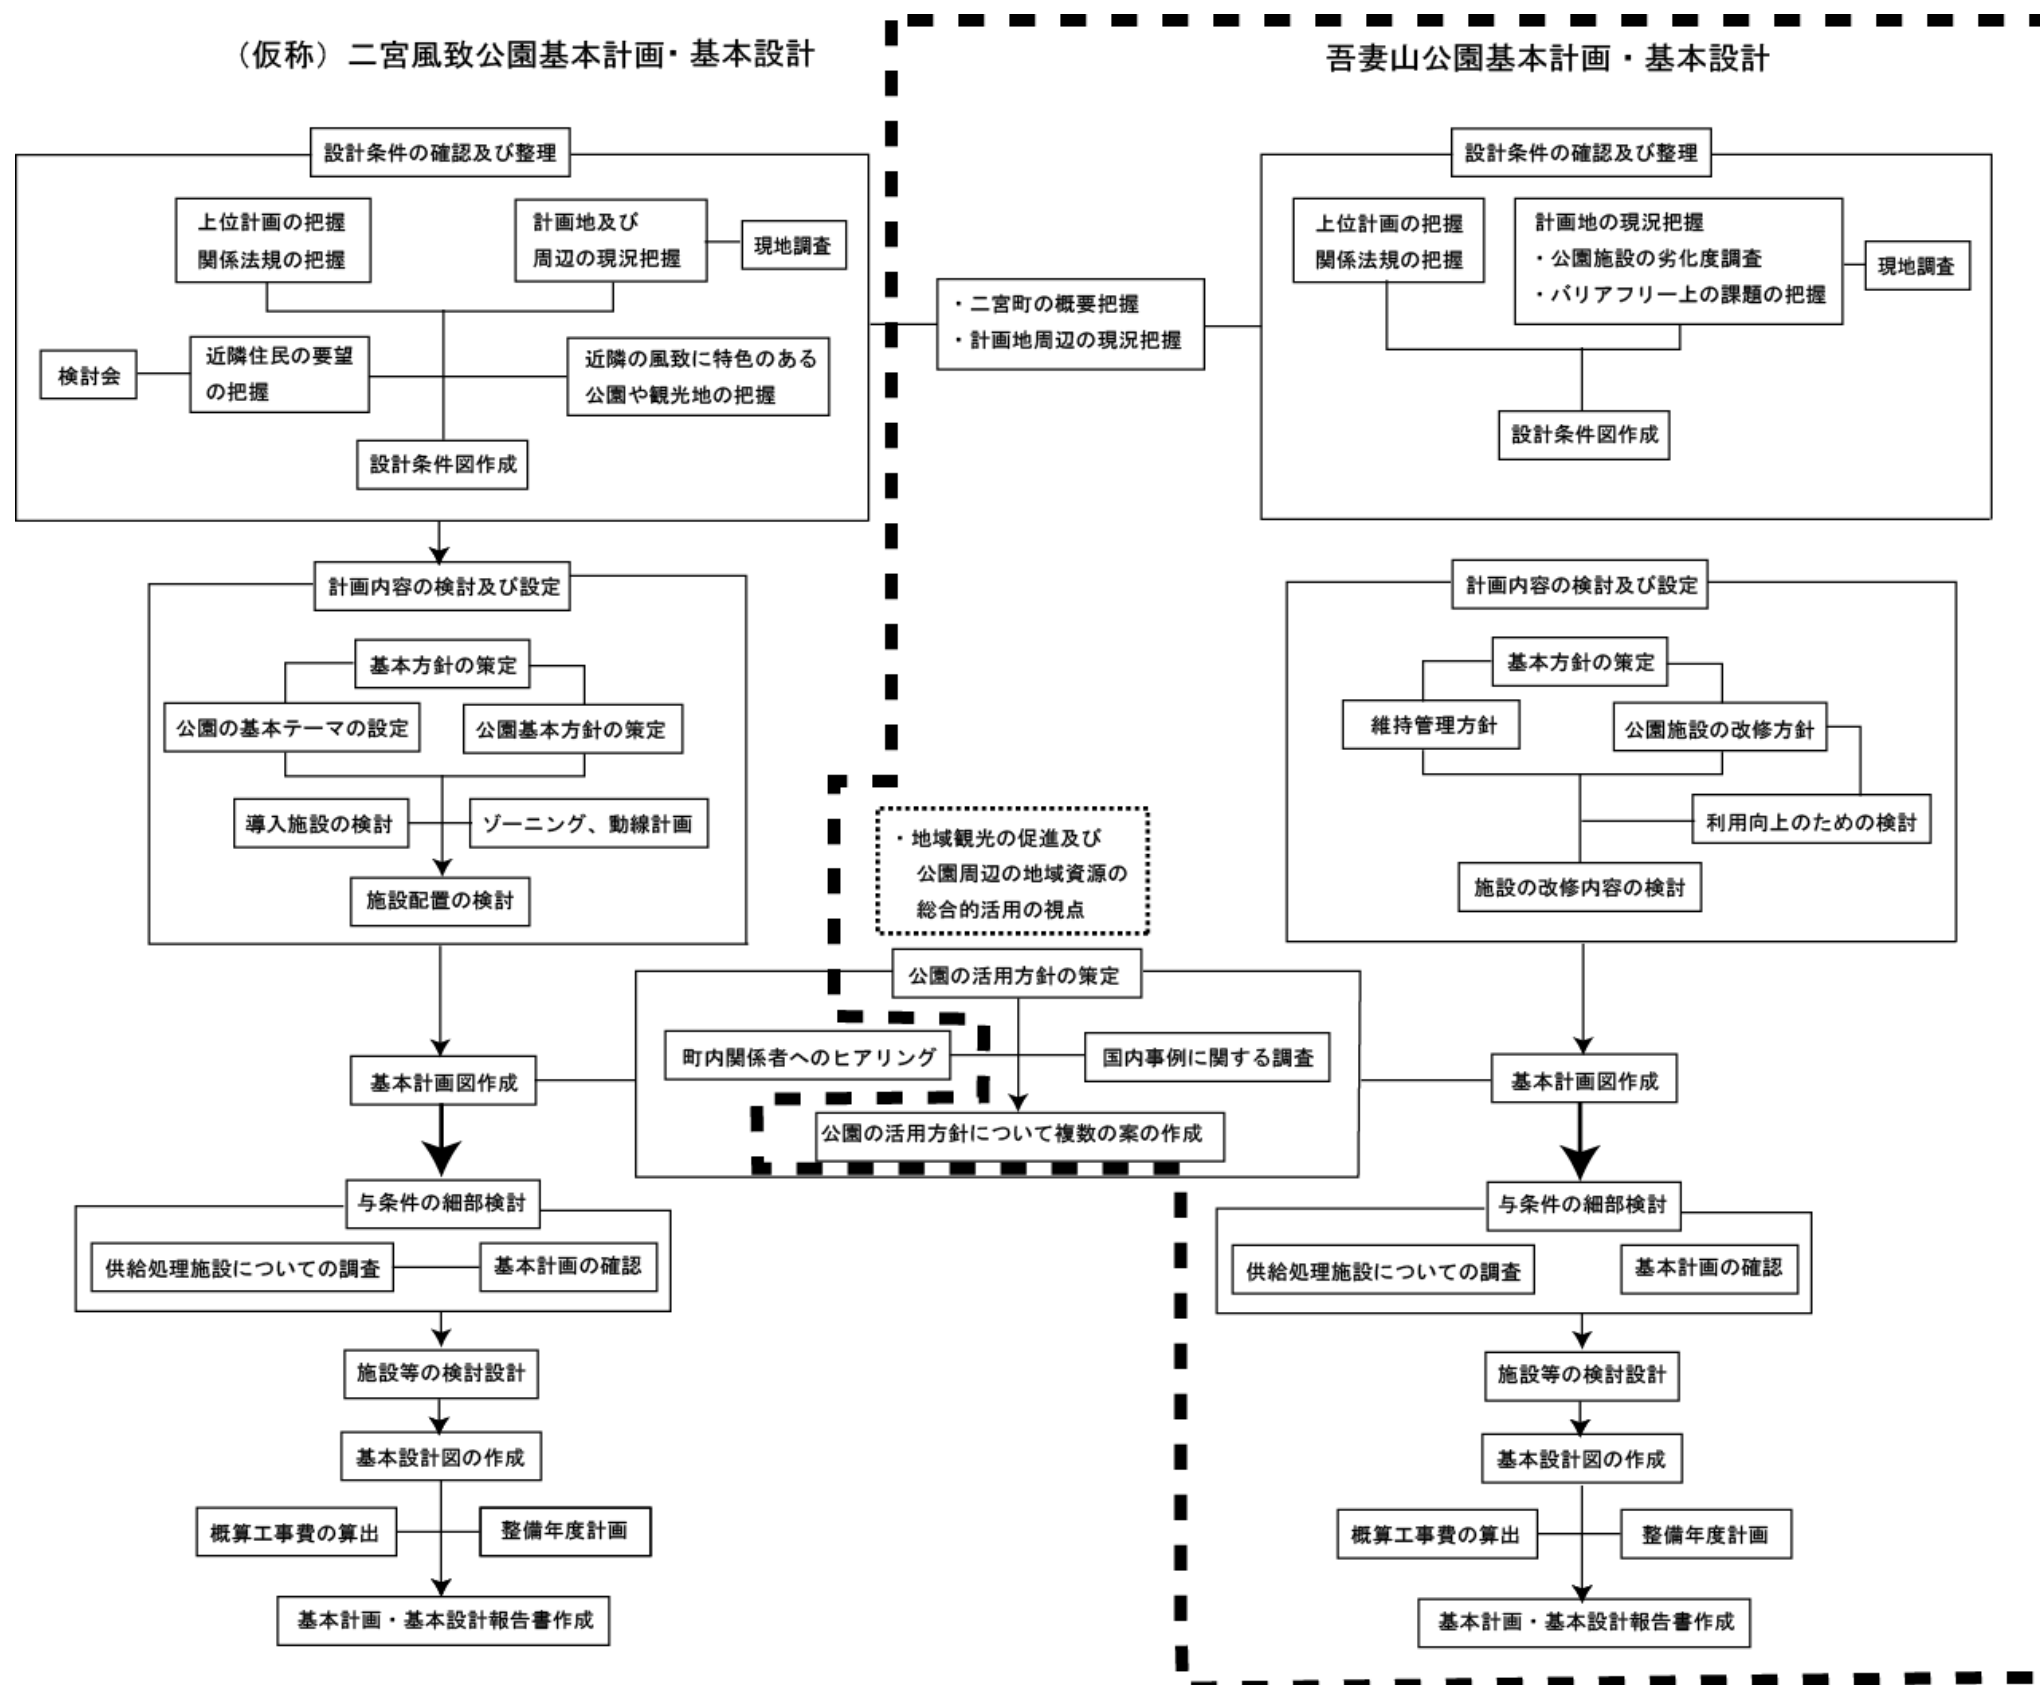 （仮称）二宮風致公園基本計画・基本設計
設計条件の確認及び整理
上位計画の把握
関係法規の把握
計画地及び
周辺の現況把握
現地調査
検討会
近隣住民の要望
の把握
近隣の風致に特色のある
公園や観光地の把握
設計条件図作成
計画内容の検討及び設定
基本方針の策定
公園の基本テーマの設定
公園基本方針の策定
導入施設の検討
ゾーニング、動線計画
施設配置の検討
基本計画図作成
与条件の細部検討
供給処理施設についての調査
基本計画の確認
施設等の検討設計
基本設計図の作成
概算工事費の算出
整備年度計画
基本計画・基本設計報告書作成
・二宮町の概要把握
・計画地周辺の現況把握
・地域観光の促進及び
公園周辺の地域資源の
総合的活用の視点
公園の活用方針の策定
町内関係者へのヒアリング
国内事例に関する調査
公園の活用方針について複数の案の作成
吾妻山公園基本計画・基本設計
設計条件の確認及び整理
上位計画の把握
関係法規の把握
計画地の現況把握
・公園施設の劣化度調査
・バリアフリー上の課題の把握
現地調査
設計条件図作成
計画内容の検討及び設定
基本方針の策定
維持管理方針
公園施設の改修方針
利用向上のための検討
施設の改修内容の検討
基本計画図作成
与条件の細部検討
供給処理施設についての調査
基本計画の確認
施設等の検討設計
基本設計図の作成
概算工事費の算出
整備年度計画
基本計画・基本設計報告書作成